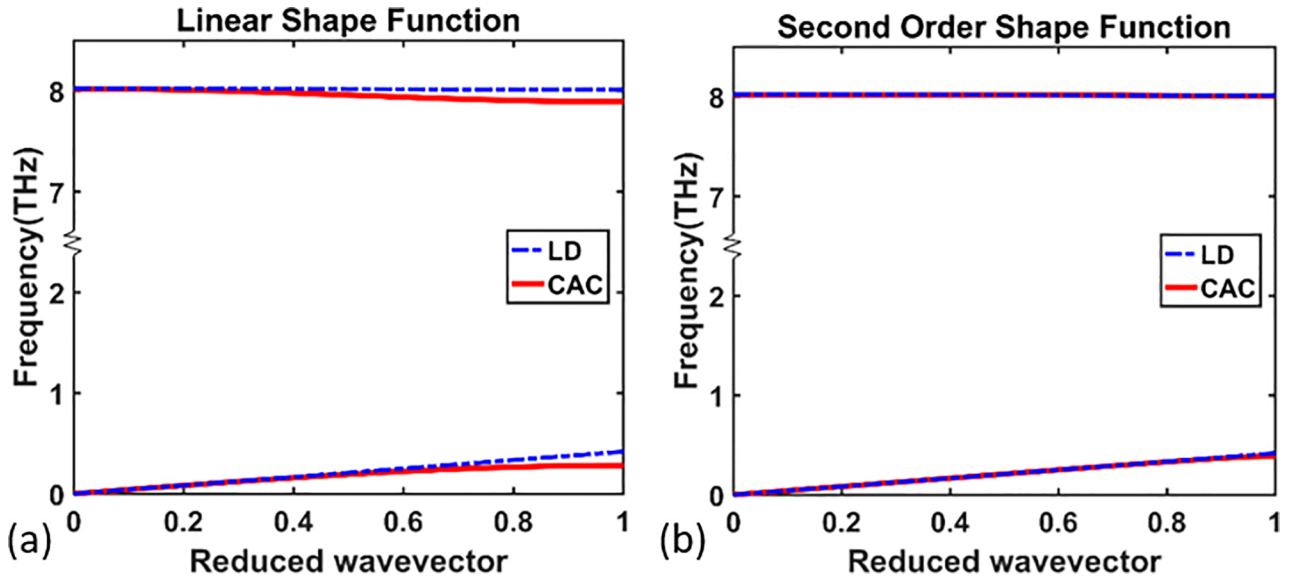 Linear Shape Function
Frequency(THz)
8
7
2
1
0
LD
CAC
0 0.2 0.4 0.6 0.8 1
Reduced wavevector
(a)
Second Order Shape Function
Frequency(THz)
8
7
2
1
0
LD
CAC
0 0.2 0.4 0.6 0.8 1
Reduced wavevector
(b)